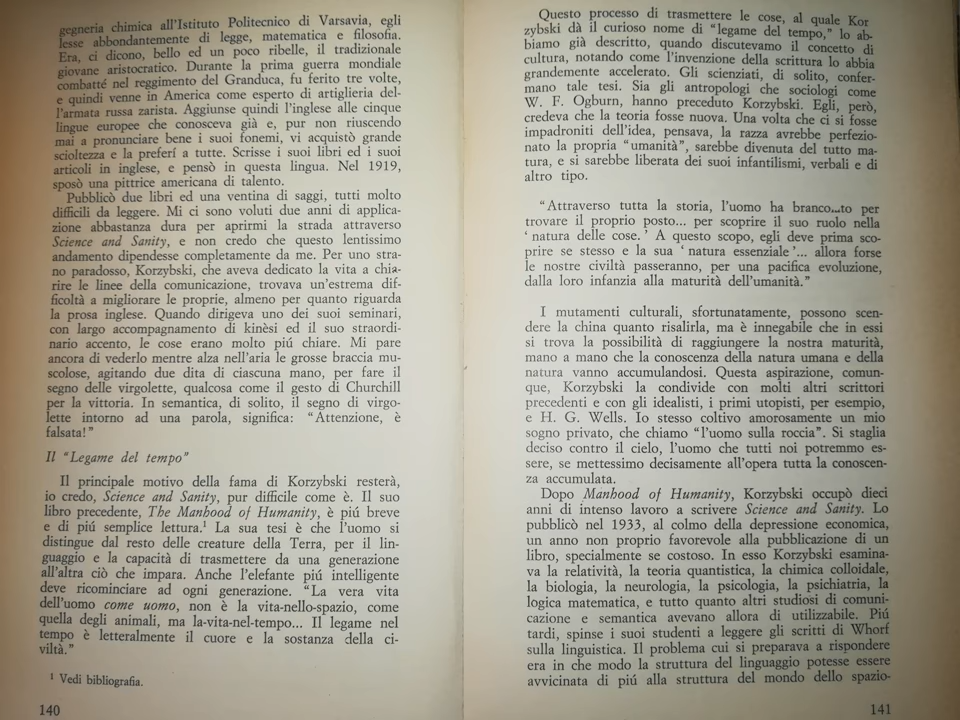 gegneria chimica all'Istituto Politecnico di Varsavia, egli
lesse abbondantemente di legge, matematica e filosofia.
Era, ci dicono, bello ed un poco ribelle, il tradizionale
giovane aristocratico. Durante la prima guerra mondiale
combatté nel reggimento del Granduca, fu ferito tre volte,
e quindi venne in America come esperto di artiglieria del-
l'armata russa zarista. Aggiunse quindi l'inglese alle cinque
lingue europee che conosceva già e, pur non riuscendo
mai a pronunciare bene i suoi fonemi, vi acquistò grande
scioltezza e la preferí a tutte. Scrisse i suoi libri ed i suoi
articoli in inglese, e pensò in questa lingua. Nel 1919,
sposò una pittrice americana di talento.
Pubblicò due libri ed una ventina di saggi, tutti molto
difficili da leggere. Mi ci sono voluti due anni di applica-
zione abbastanza dura per aprirmi la strada attraverso
Science and Sanity, e non credo che questo lentissimo
andamento dipendesse completamente da me. Per uno stra-
no paradosso, Korzybski, che aveva dedicato la vita a chia-
rire le linee della comunicazione, trovava un'estrema dif-
ficoltà a migliorare le proprie, almeno per quanto riguarda
la prosa inglese. Quando dirigeva uno dei suoi seminari,
con largo accompagnamento di kinèsi ed il suo straordi-
nario accento, le cose erano molto piú chiare. Mi pare
ancora di vederlo mentre alza nell'aria le grosse braccia mu-
scolose, agitando due dita di ciascuna mano, per fare il
segno delle virgolette, qualcosa come il gesto di Churchill
per la vittoria. In semantica, di solito, il segno di virgo-
lette intorno ad una parola, significa: "Attenzione, è
falsata!"
Il "Legame del tempo"
Il principale motivo della fama di Korzybski resterà,
io credo, Science and Sanity, pur difficile come è. Il suo
libro precedente, The Manhood of Humanity, è piú breve
e di piú semplice lettura.¹ La sua tesi è che l'uomo si
distingue dal resto delle creature della Terra, per il lin-
guaggio e la capacità di trasmettere da una generazione
all'altra ciò che impara. Anche l'elefante piú intelligente
deve ricominciare ad ogni generazione. "La vera vita
dell'uomo come uomo, non è la vita-nello-spazio, come
quella degli animali, ma la-vita-nel-tempo... Il legame nel
tempo è letteralmente il cuore e la sostanza della ci-
viltà."
¹ Vedi bibliografia.
140
Questo processo di trasmettere le cose, al quale Kor
zybski dà il curioso nome di "legame del tempo," lo ab-
biamo già descritto, quando discutevamo il concetto di
cultura, notando come l'invenzione della scrittura lo abbia
grandemente accelerato. Gli scienziati, di solito, confer-
mano tale tesi. Sia gli antropologi che sociologi come
W. F. Ogburn, hanno preceduto Korzybski. Egli, però,
credeva che la teoria fosse nuova. Una volta che ci si fosse
impadroniti dell'idea, pensava, la razza avrebbe perfezio-
nato la propria "umanità", sarebbe divenuta del tutto ma-
tura, e si sarebbe liberata dei suoi infantilismi, verbali e di
altro tipo.
"Attraverso tutta la storia, l'uomo ha branco...to per
trovare il proprio posto... per scoprire il suo ruolo nella
'natura delle cose.' A questo scopo, egli deve prima sco-
prire se stesso e la sua 'natura essenziale'... allora forse
le nostre civiltà passeranno, per una pacifica evoluzione,
dalla loro infanzia alla maturità dell'umanità."
I mutamenti culturali, sfortunatamente, possono scen-
dere la china quanto risalirla, ma è innegabile che in essi
si trova la possibilità di raggiungere la nostra maturità,
mano a mano che la conoscenza della natura umana e della
natura vanno accumulandosi. Questa aspirazione, comun-
que, Korzybski la condivide con molti altri scrittori
precedenti e con gli idealisti, i primi utopisti, per esempio,
e H. G. Wells. Io stesso coltivo amorosamente un mio
sogno privato, che chiamo "l'uomo sulla roccia". Si staglia
deciso contro il cielo, l'uomo che tutti noi potremmo es-
sere, se mettessimo decisamente all'opera tutta la conoscen-
za accumulata.
Dopo Manhood of Humanity, Korzybski occupò dieci
anni di intenso lavoro a scrivere Science and Sanity. Lo
pubblicò nel 1933, al colmo della depressione economica,
un anno non proprio favorevole alla pubblicazione di un
libro, specialmente se costoso. In esso Korzybski esamina-
va la relatività, la teoria quantistica, la chimica colloidale,
la biologia, la neurologia, la psicologia, la psichiatria, la
logica matematica, e tutto quanto altri studiosi di comuni-
cazione e semantica avevano allora di utilizzabile. Piú
tardi, spinse i suoi studenti a leggere gli scritti di Whorf
sulla linguistica. Il problema cui si preparava a rispondere
era in che modo la struttura del linguaggio potesse essere
avvicinata di piú alla struttura del mondo dello spazio-
141